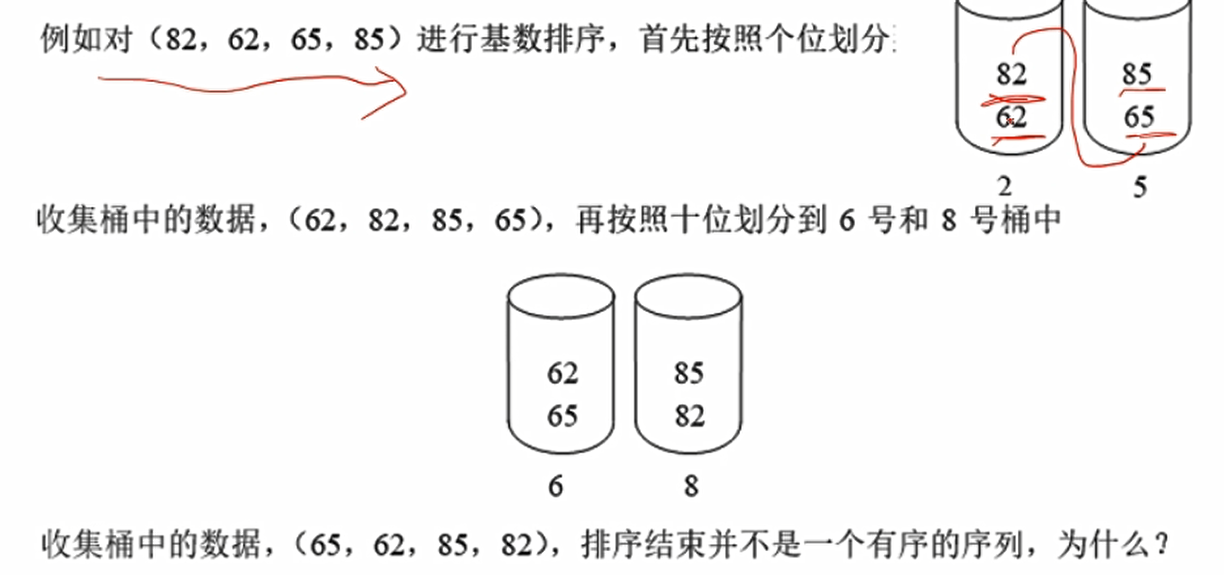 例如对（82，62，65，85）进行基数排序，首先按照个位划分
82 85
62 65
2 5
收集桶中的数据，（62，82，85，65），再按照十位划分到 6 号和 8 号桶中
62 85
65 82
6 8
收集桶中的数据，（65，62，85，82），排序结束并不是一个有序的序列，为什么？